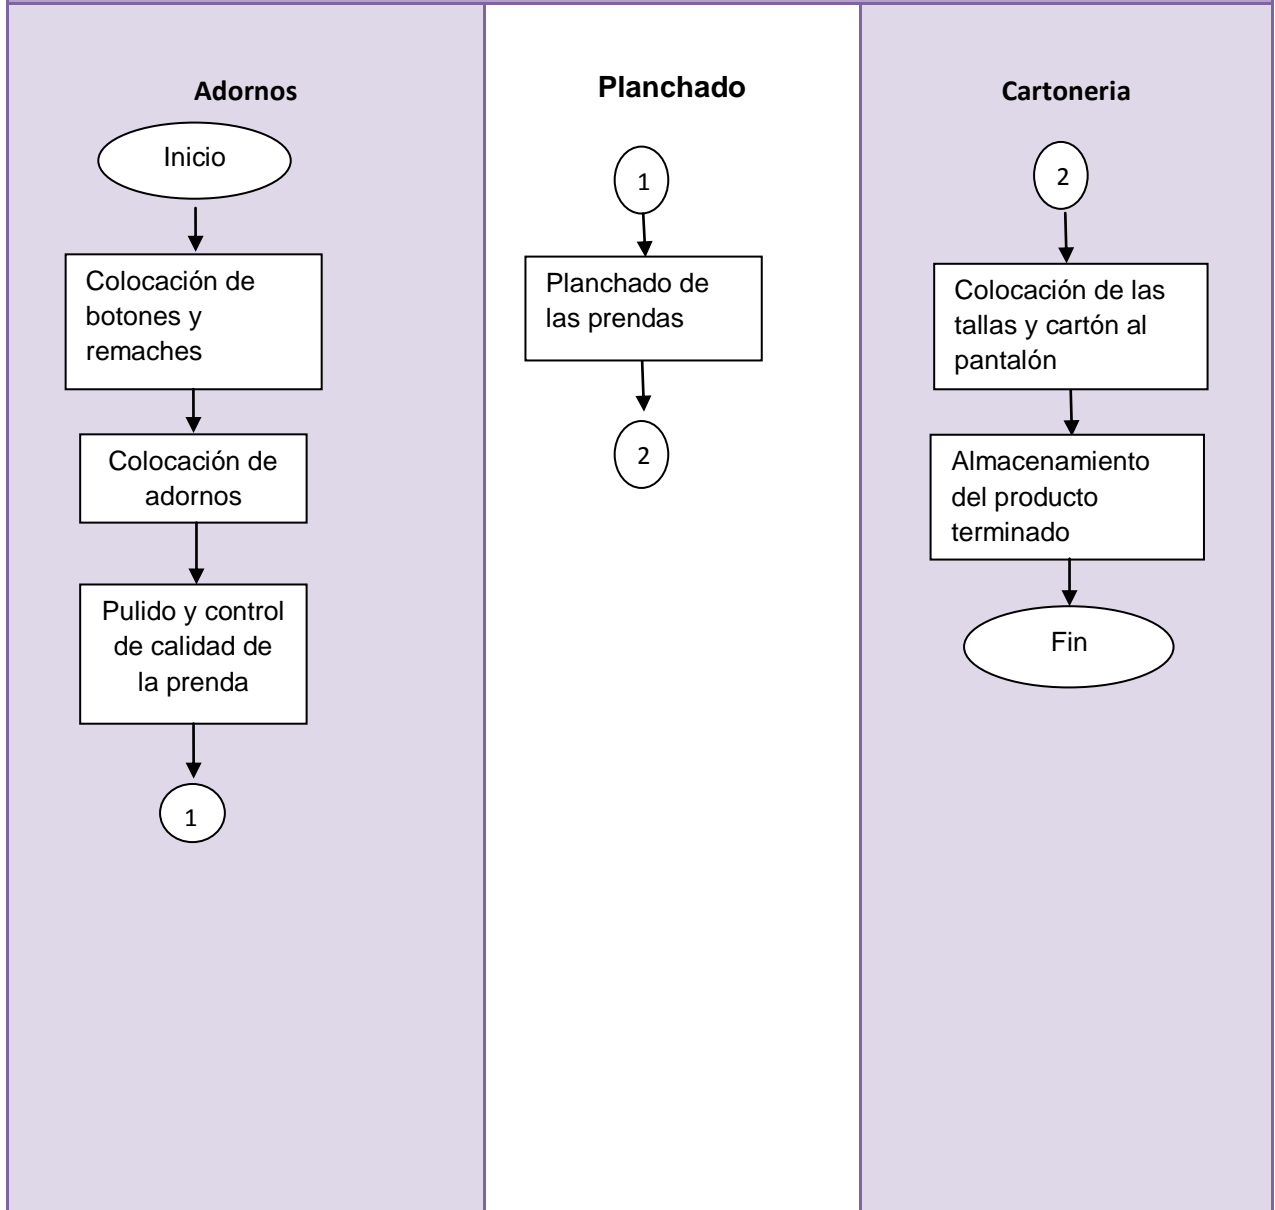 Adornos
Inicio
Colocación de
botones y
remaches
Colocación de
adornos
Pulido y control
de calidad de
la prenda
1
Planchado
1
Planchado de
las prendas
2
Cartoneria
2
Colocación de las
tallas y cartón al
pantalón
Almacenamiento
del producto
terminado
Fin